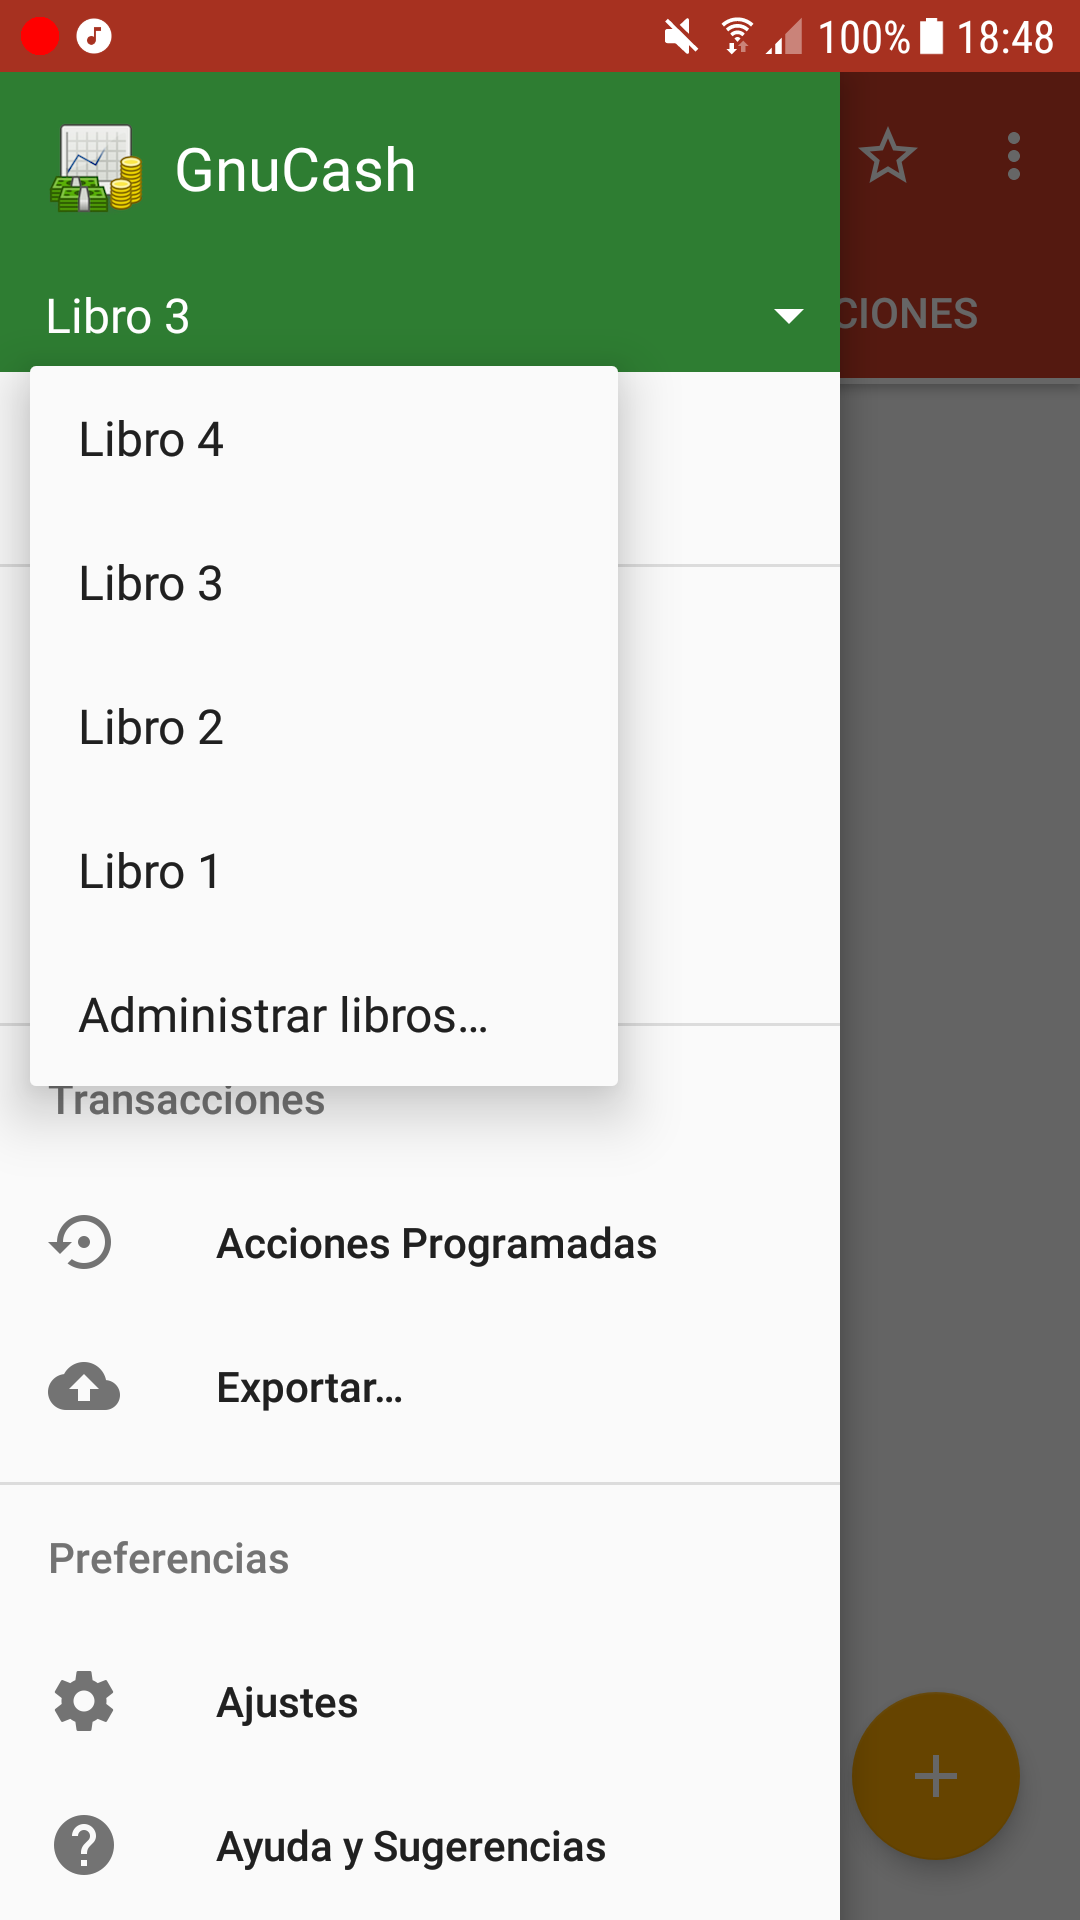 100% 18:48
GnuCash
Libro 3
CIONES
Libro 4
Libro 3
Libro 2
Libro 1
Administrar libros...
Transacciones
Acciones Programadas
Exportar...
Preferencias
Ajustes
Ayuda y Sugerencias